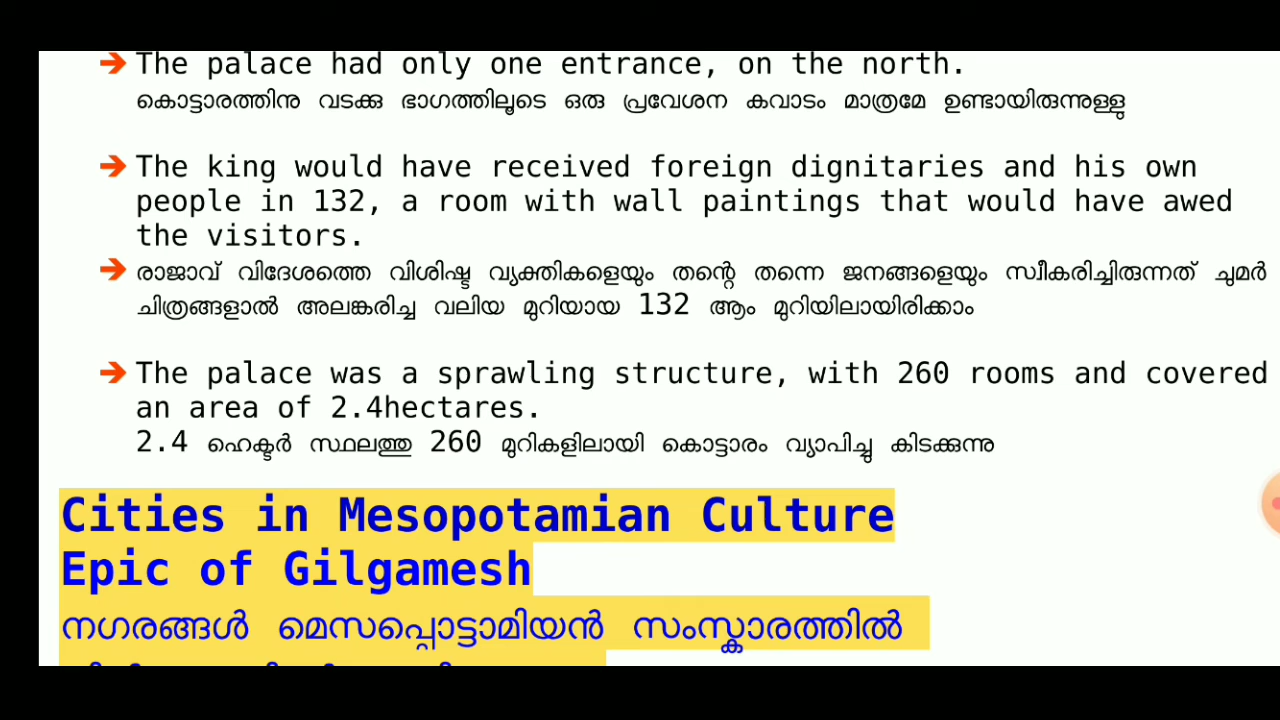 ➔ The palace had only one entrance, on the north.
കൊട്ടാരത്തിനു വടക്കു ഭാഗത്തിലൂടെ ഒരു പ്രവേശന കവാടം മാത്രമേ ഉണ്ടായിരുന്നുള്ളു
➔ The king would have received foreign dignitaries and his own
people in 132, a room with wall paintings that would have awed
the visitors.
➔ രാജാവ് വിദേശത്തെ വിശിഷ്ട വ്യക്തികളെയും തന്റെ തന്നെ ജനങ്ങളെയും സ്വീകരിച്ചിരുന്നത് ചുമർ
ചിത്രങ്ങളാൽ അലങ്കരിച്ച വലിയ മുറിയായ 132 ആം മുറിയിലായിരിക്കാം
➔ The palace was a sprawling structure, with 260 rooms and covered
an area of 2.4hectares.
2.4 ഹെക്ടർ സ്ഥലത്തു 260 മുറികളിലായി കൊട്ടാരം വ്യാപിച്ചു കിടക്കുന്നു
Cities in Mesopotamian Culture
Epic of Gilgamesh
നഗരങ്ങൾ മെസപ്പൊട്ടാമിയൻ സംസ്കാരത്തിൽ